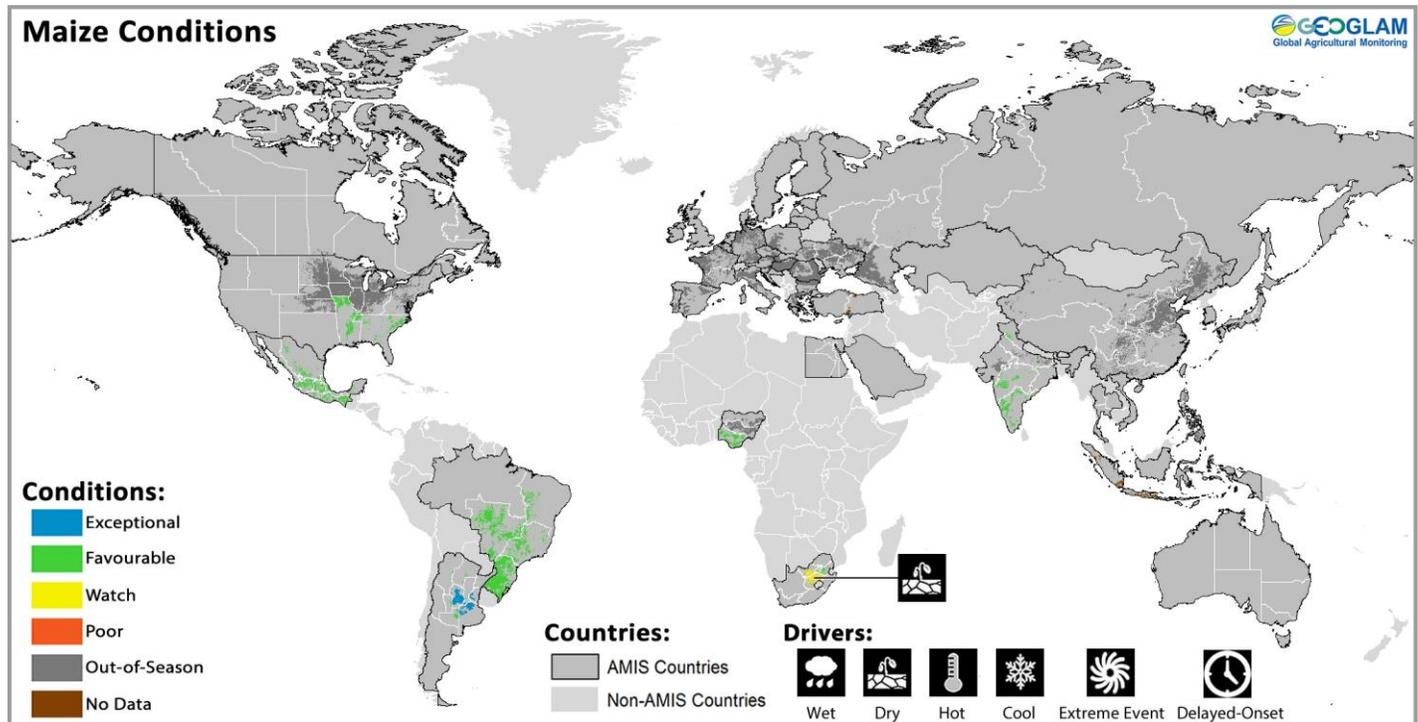 Maize Conditions
GEOGLAM
Global Agricultural Monitoring
Conditions:
Exceptional
Favourable
Watch
Poor
Out-of-Season
No Data
Countries:
AMIS Countries
Non-AMIS Countries
Drivers:
Wet
Dry
Hot
Cool
Extreme Event
Delayed-Onset